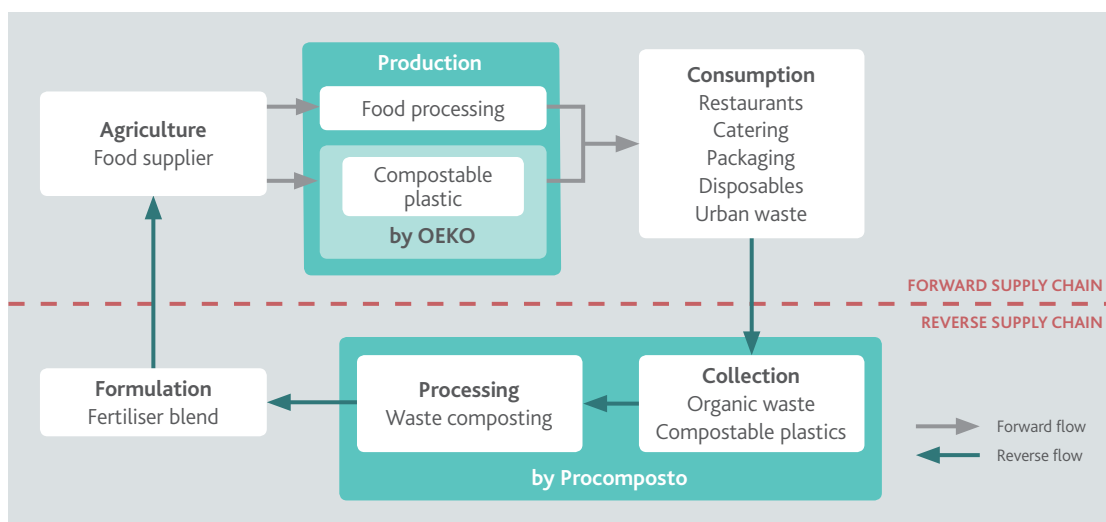 Production
Food processing
Compostable
plastic
by OEKO
Agriculture
Food supplier
Consumption
Restaurants
Catering
Packaging
Disposables
Urban waste
FORWARD SUPPLY CHAIN
REVERSE SUPPLY CHAIN
Formulation
Fertiliser blend
Processing
Waste composting
Collection
Organic waste
Compostable plastics
by Procomposto
Forward flow
Reverse flow